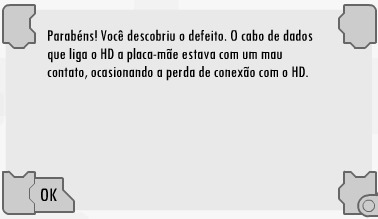 Parabéns! Você descobriu o defeito. O cabo de dados
que liga o HD a placa-mãe estava com um mau
contato, ocasionando a perda de conexão com o HD.
OK